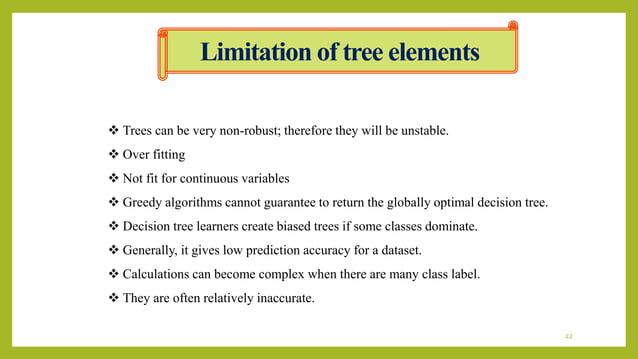 Limitation of tree elements
❖ Trees can be very non-robust; therefore they will be unstable.
❖ Over fitting
❖ Not fit for continuous variables
❖ Greedy algorithms cannot guarantee to return the globally optimal decision tree.
❖ Decision tree learners create biased trees if some classes dominate.
❖ Generally, it gives low prediction accuracy for a dataset.
❖ Calculations can become complex when there are many class label.
❖ They are often relatively inaccurate.
22